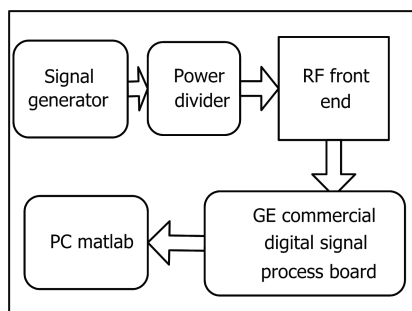 Signal
generator
Power
divider
RF front
end
GE commercial
digital signal
process board
PC matlab